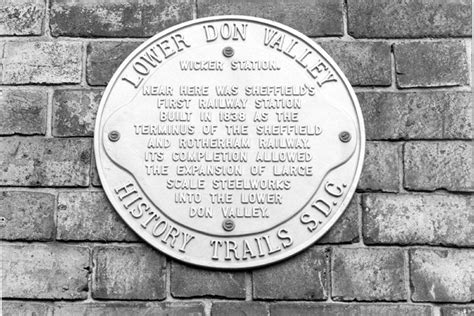 LOWER DON VALLEY
WICKER STATION.
NEAR HERE WAS SHEFFIELD'S
FIRST RAILWAY STATION
BUILT IN 1838 AS THE
TERMINUS OF THE SHEFFIELD
AND ROTHERHAM RAILWAY.
ITS COMPLETION ALLOWED
THE EXPANSION OF LARGE
SCALE STEELWORKS
INTO THE LOWER
DON VALLEY.
HISTORY TRAILS S.D.C.